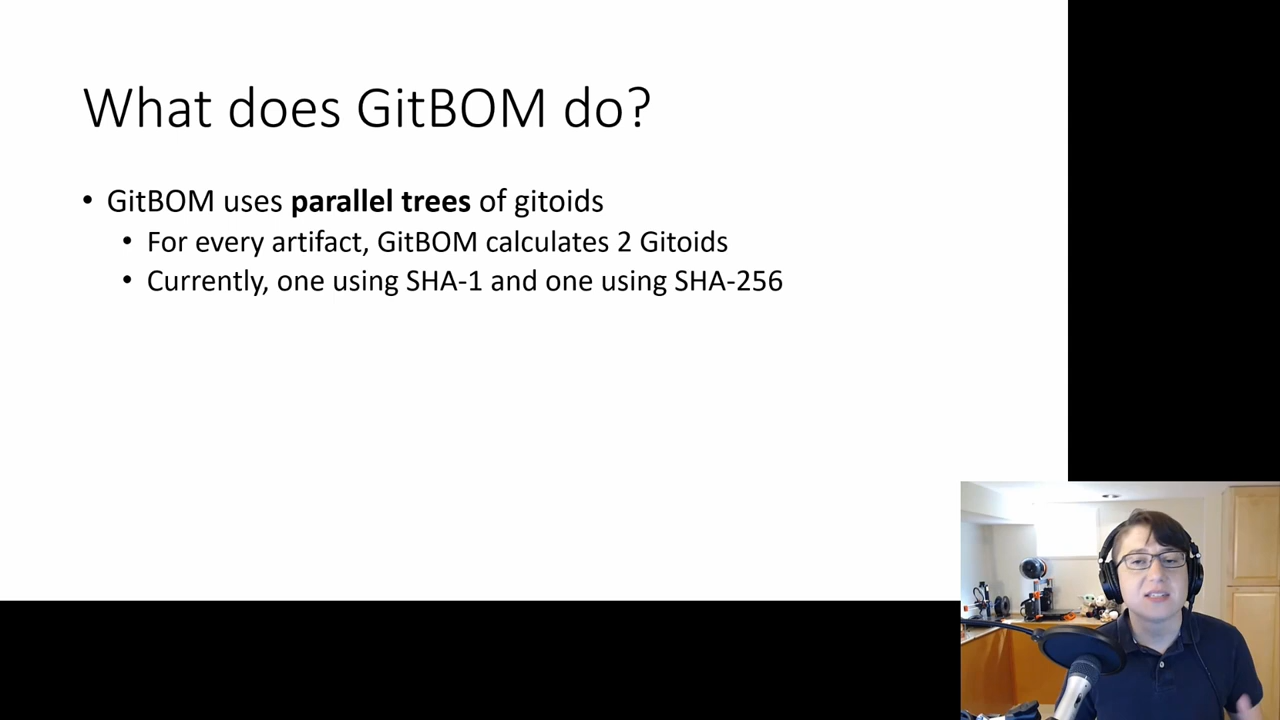 What does GitBOM do?
• GitBOM uses parallel trees of gitoids
• For every artifact, GitBOM calculates 2 Gitoids
• Currently, one using SHA-1 and one using SHA-256